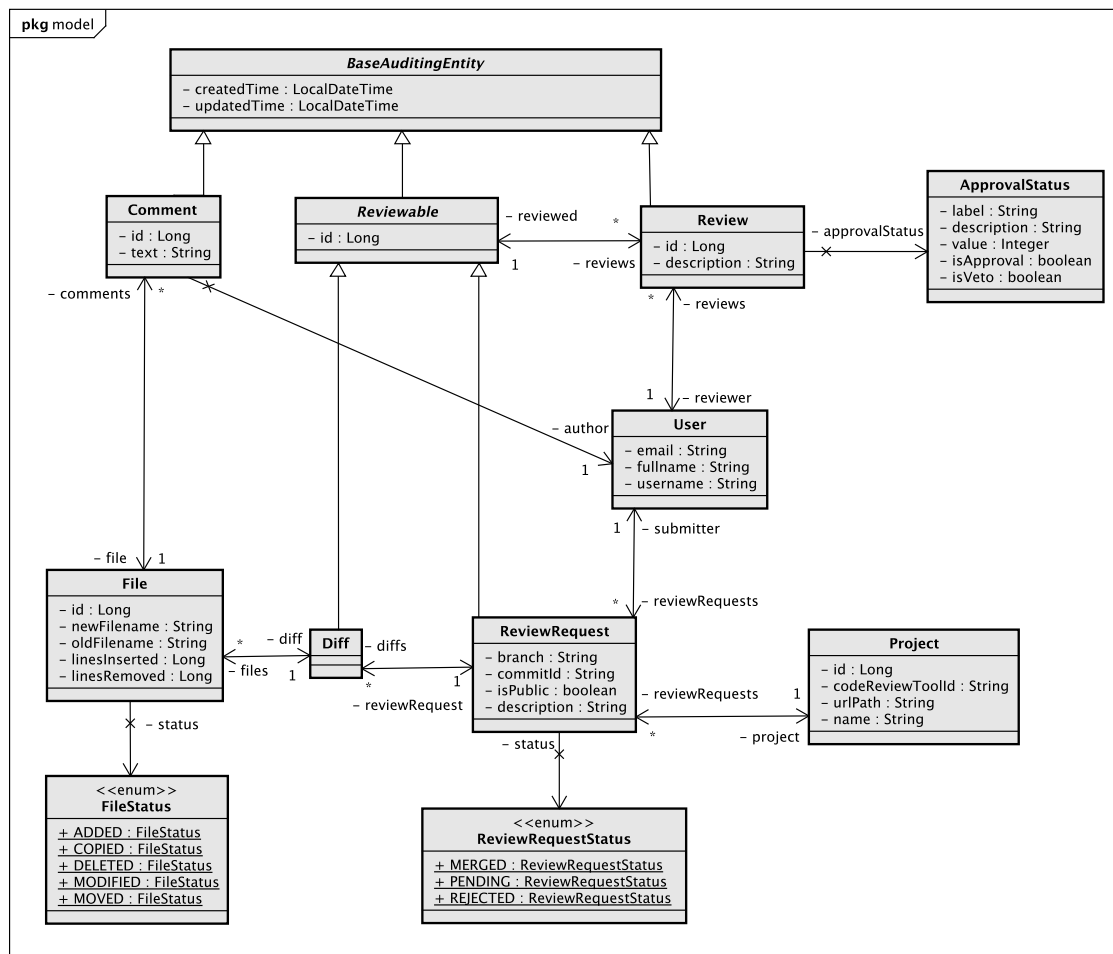 pkg model
BaseAuditingEntity
- createdTime : LocalDateTime
- updatedTime : LocalDateTime
Comment
- id : Long
- text : String
Reviewable
- id : Long
- reviewed
*
1
- reviews
Review
- id : Long
- description : String
- approvalStatus
ApprovalStatus
- label : String
- description : String
- value : Integer
- isApproval : boolean
- isVeto : boolean
- comments
*
*
- reviews
1
- reviewer
- author
1
User
- email : String
- fullname : String
- username : String
1
- submitter
*
- reviewRequests
- file
1
File
- id : Long
- newFilename : String
- oldFilename : String
- linesInserted : Long
- linesRemoved : Long
*
- diff
- files
1
Diff
- diffs
*
1
- reviewRequest
ReviewRequest
- branch : String
- commitId : String
- isPublic : boolean
- description : String
- reviewRequests
1
*
- project
Project
- id : Long
- codeReviewToolId : String
- urlPath : String
- name : String
- status
- status
<<enum>>
FileStatus
+ ADDED : FileStatus
+ COPIED : FileStatus
+ DELETED : FileStatus
+ MODIFIED : FileStatus
+ MOVED : FileStatus
<<enum>>
ReviewRequestStatus
+ MERGED : ReviewRequestStatus
+ PENDING : ReviewRequestStatus
+ REJECTED : ReviewRequestStatus